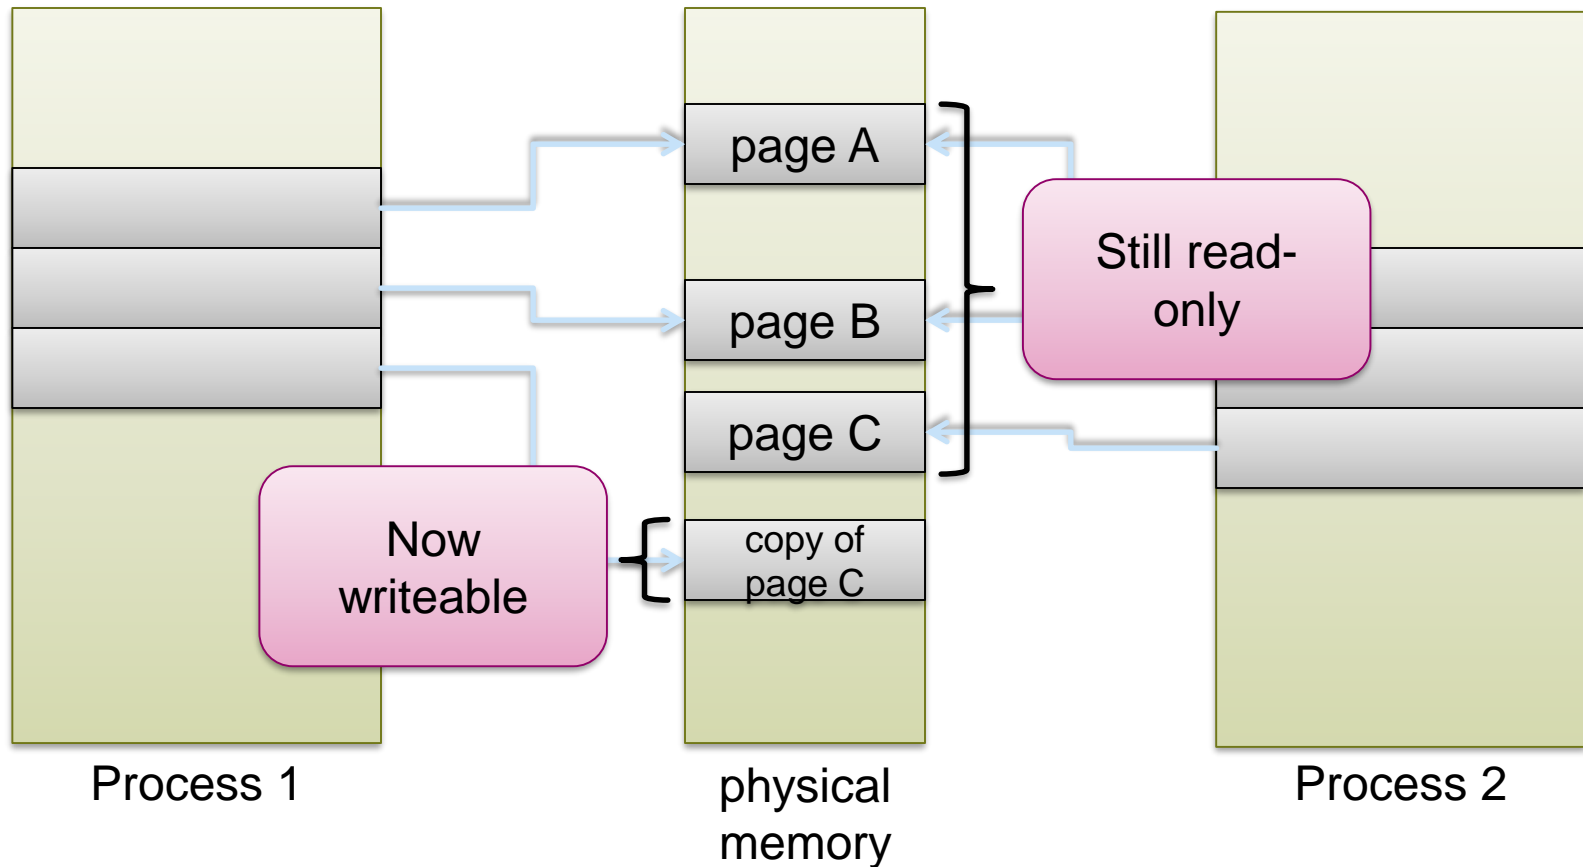 page A
Still read-
only
page B
page C
Now
writeable
copy of
page C
Process 1
physical
memory
Process 2